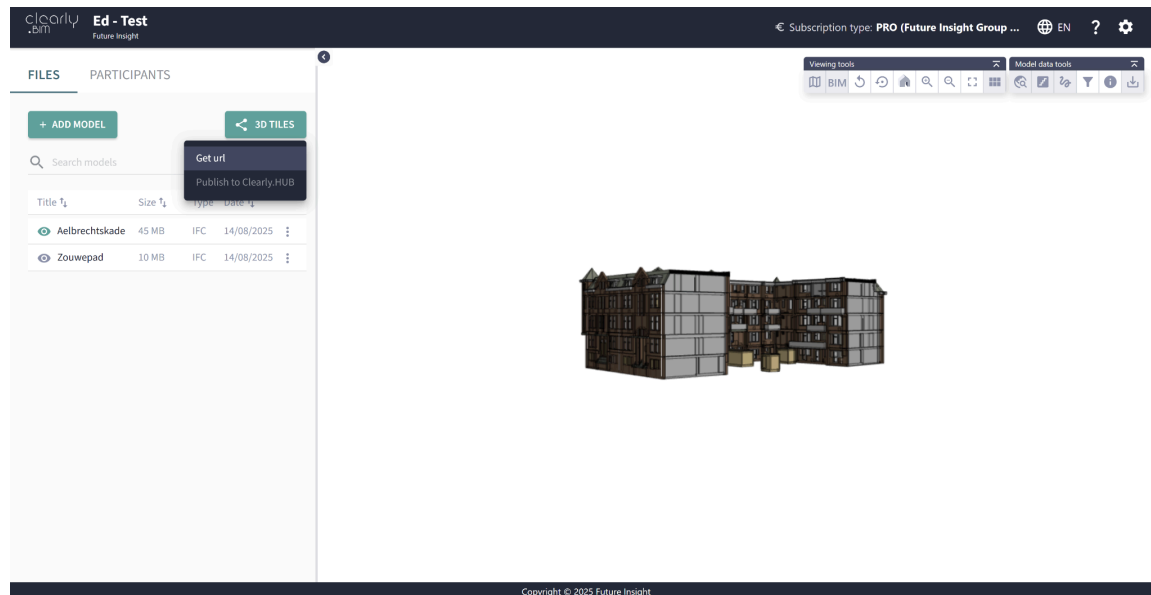 clearly
.BIM
Ed - Test
Future Insight
€ Subscription type: PRO (Future Insight Group ...
EN
?
FILES
PARTICIPANTS
Viewing tools
Model data tools
BIM
+ ADD MODEL
3D TILES
Search models
Get url
Publish to Clearly.HUB
Title Size Type Date
Aelbrechtskade 45 MB IFC 14/08/2025
Zouwepad 10 MB IFC 14/08/2025
Copyright © 2025 Future Insight